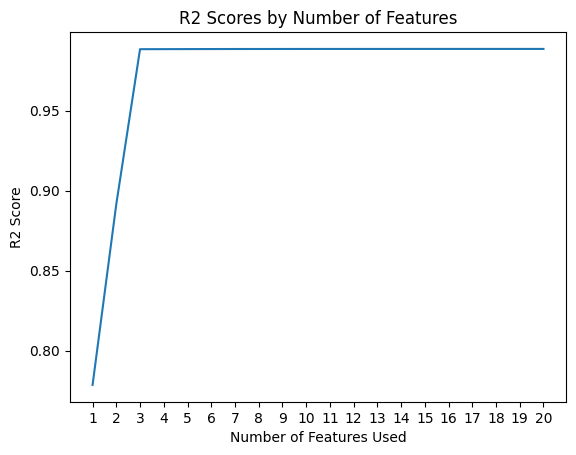 R2 Scores by Number of Features
R2 Score
0.95
0.90
0.85
0.80
1 2 3 4 5 6 7 8 9 10 11 12 13 14 15 16 17 18 19 20
Number of Features Used